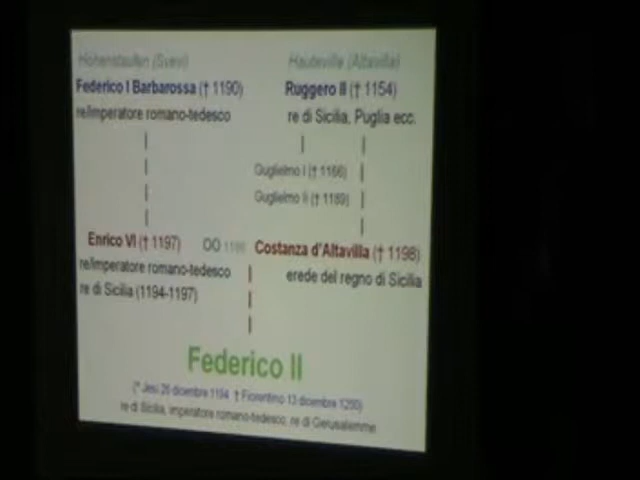 Hohenstaufen (Svevi)
Hauteville (Altavilla)
Federico I Barbarossa († 1190)
Ruggero II († 1154)
re/imperatore romano-tedesco
re di Sicilia, Puglia ecc.
Guglielmo I († 1166)
Guglielmo II († 1189)
Enrico VI († 1197)
OO 1186
Costanza d'Altavilla († 1198)
re/imperatore romano-tedesco
erede del regno di Sicilia
re di Sicilia (1194-1197)
Federico II
(* Jesi 26 dicembre 1194 † Fiorentino 13 dicembre 1250)
re di Sicilia, imperatore romano-tedesco, re di Gerusalemme